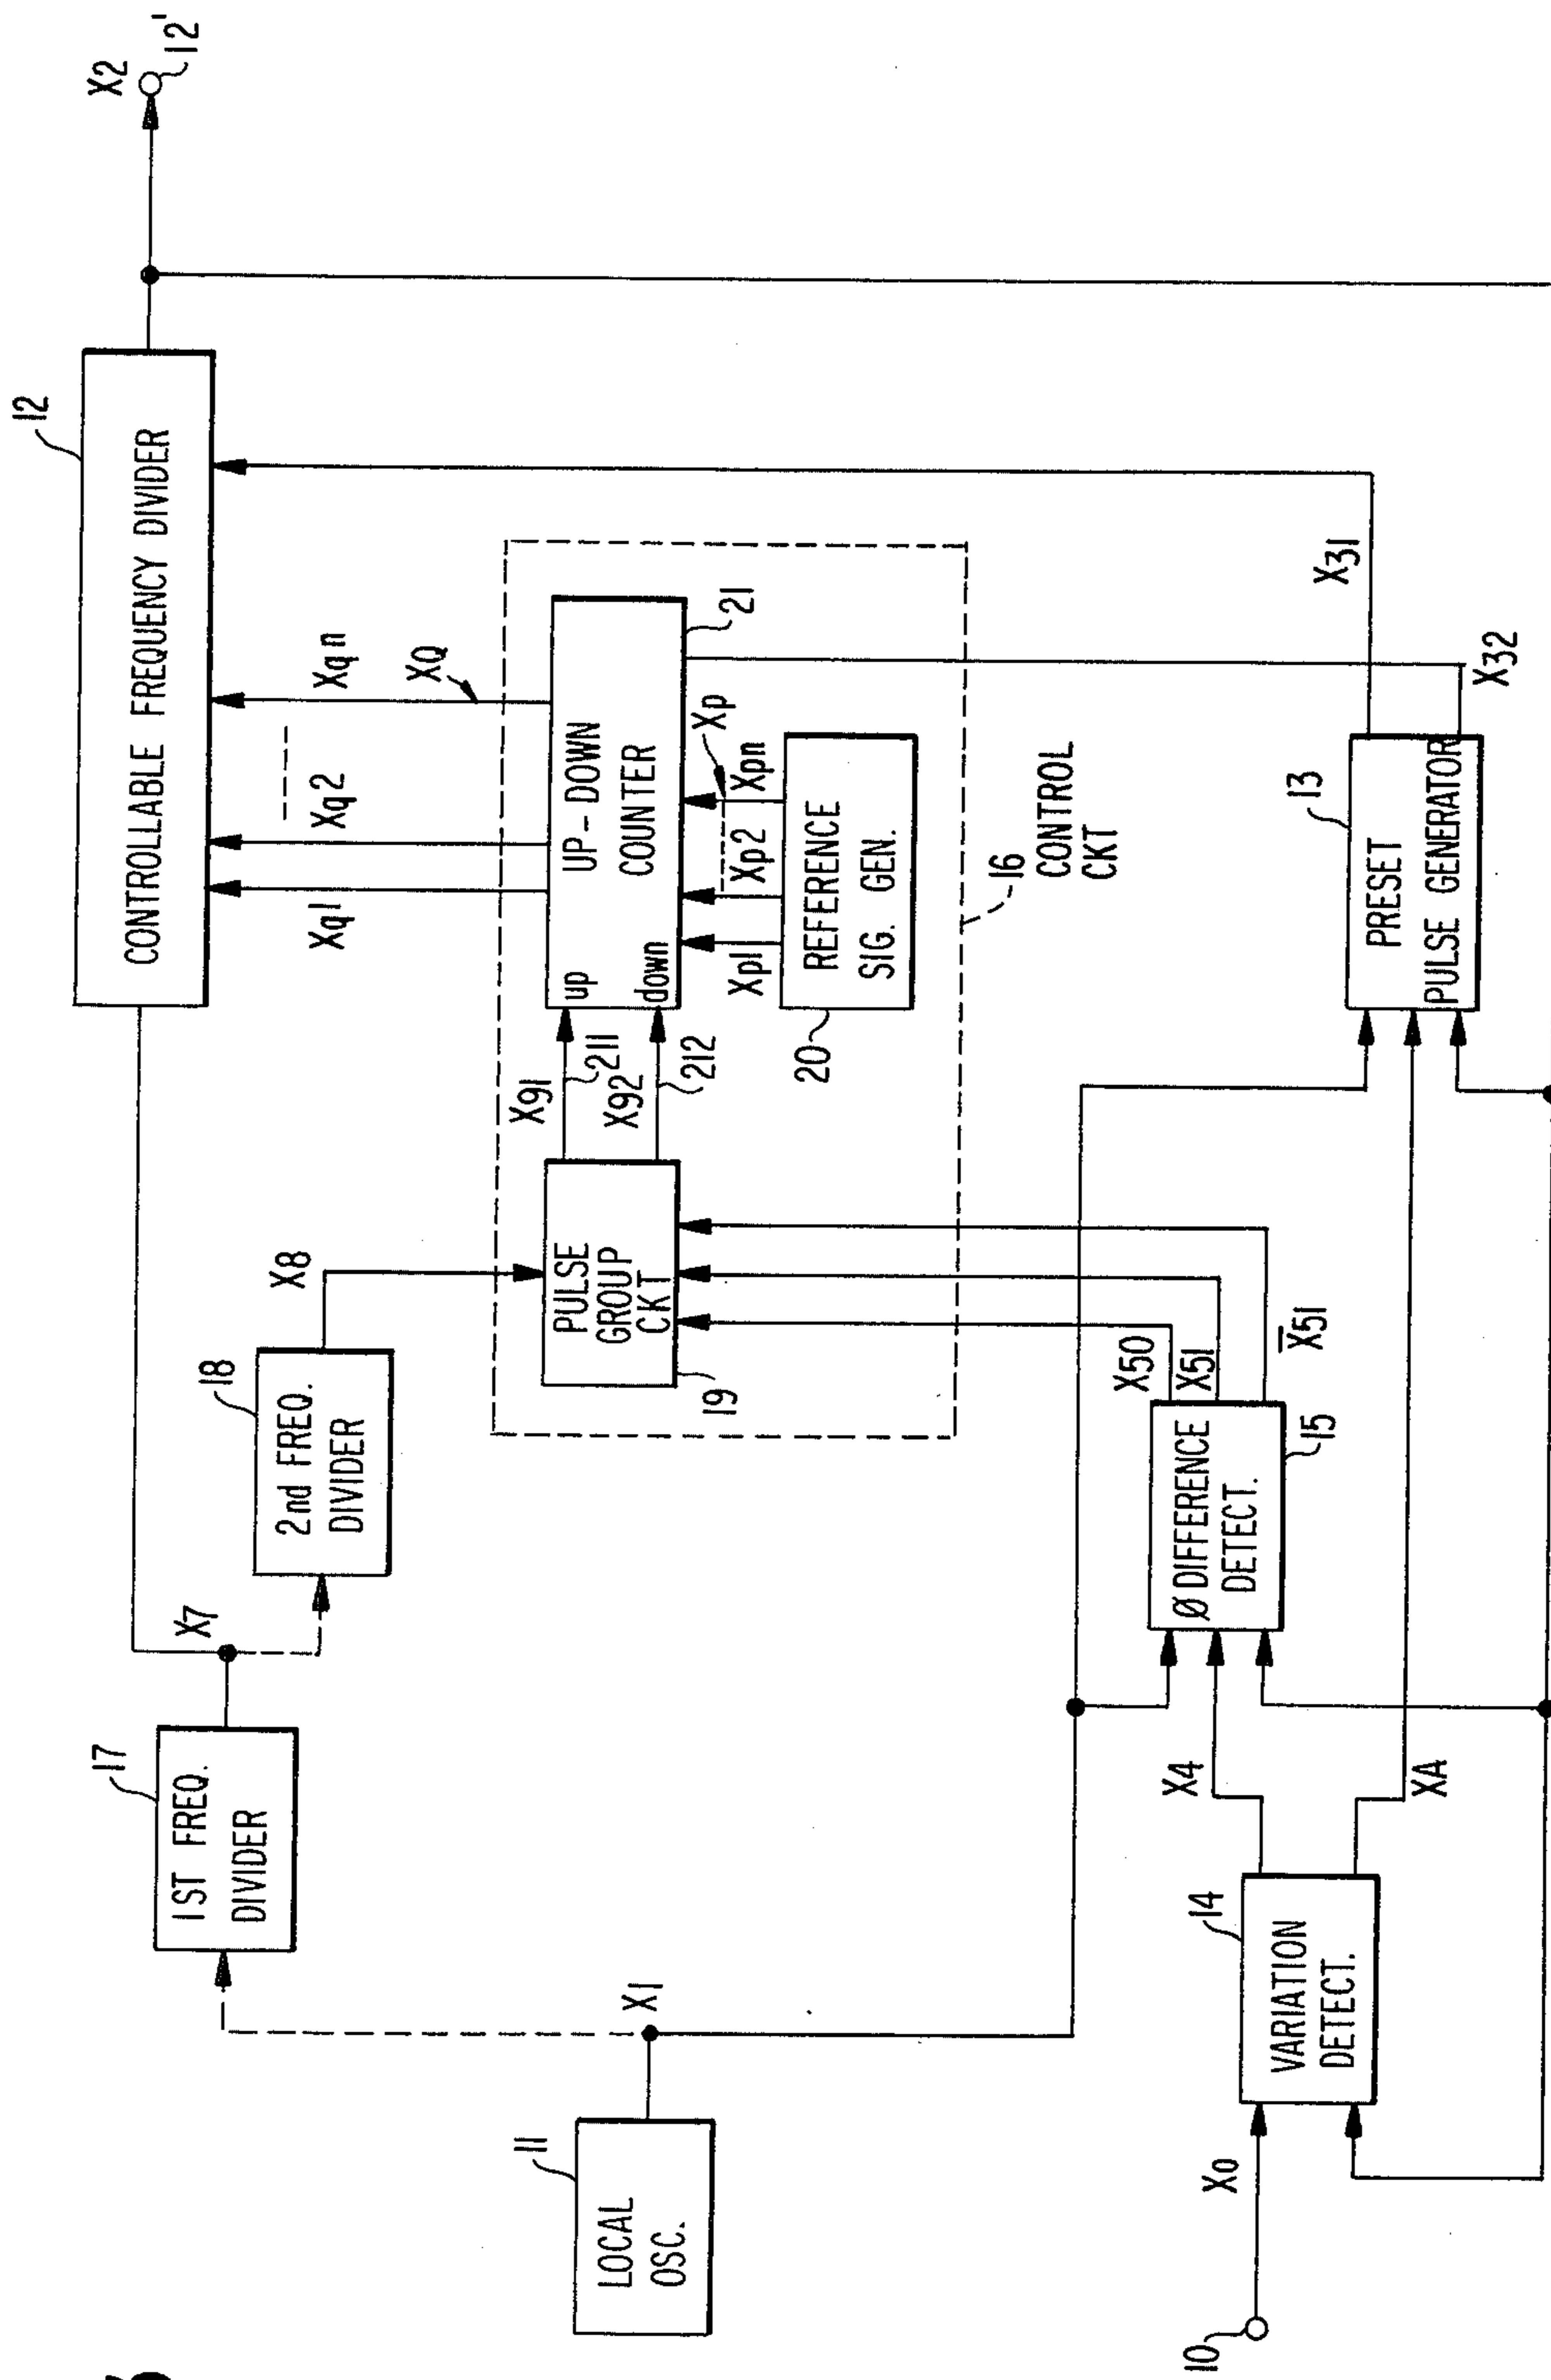 X2
12'
12
CONTROLLABLE FREQUENCY DIVIDER
Xq1
Xq2
Xqn
XQ
X7
17
1ST FREQ.
DIVIDER
18
2nd FREQ.
DIVIDER
X8
PULSE
GROUP
CKT
19
X91
211
X92
212
up
down
UP-DOWN
COUNTER
21
Xp1
Xp2
Xpn
Xp
REFERENCE
SIG. GEN.
20
16
CONTROL
CKT
X31
X32
13
PRESET
PULSE GENERATOR
11
LOCAL
OSC.
X1
X50
X51
X̅51
Ø DIFFERENCE
DETECT.
15
X4
XA
14
VARIATION
DETECT.
X0
10